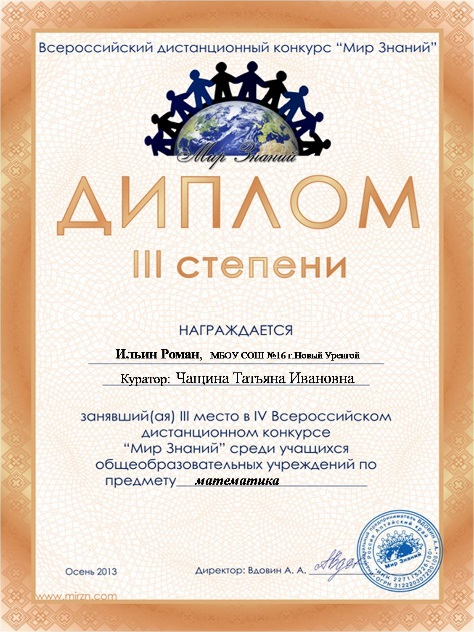 Всероссийский дистанционный конкурс “Мир Знаний”
Мир Знаний
ДИПЛОМ
III степени
НАГРАЖДАЕТСЯ
Ильин Роман, МБОУ СОШ №16 г.Новый Уренгой
Куратор: Чащина Татьяна Ивановна
занявший(ая) III место в IV Всероссийском
дистанционном конкурсе
“Мир Знаний” среди учащихся
общеобразовательных учреждений по
предмету математика
Мир Знаний
Осень 2013
Директор: Вдовин А. А.
www.mirzn.com